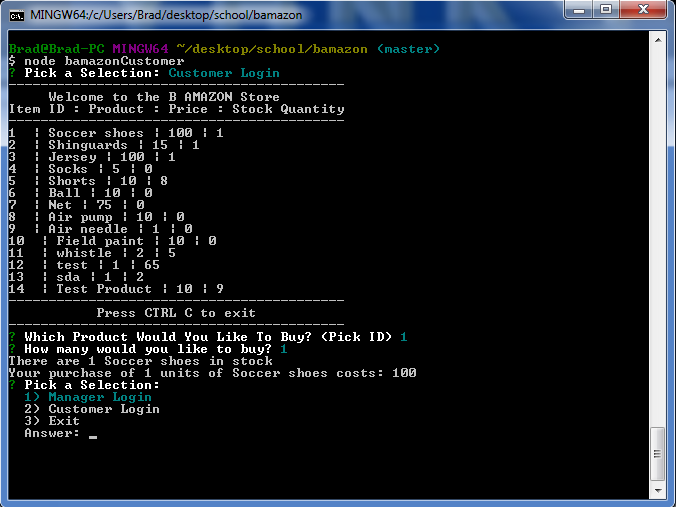 MINGW64:/c/Users/Brad/desktop/school/bamazon
Brad@Brad-PC MINGW64 ~/desktop/school/bamazon (master)
$ node bamazonCustomer
? Pick a Selection: Customer Login
------------------------------------------
Welcome to the B AMAZON Store
Item ID : Product : Price : Stock Quantity
------------------------------------------
1 | Soccer shoes | 100 | 1
2 | Shinguards | 15 | 1
3 | Jersey | 100 | 1
4 | Socks | 5 | 0
5 | Shorts | 10 | 8
6 | Ball | 10 | 0
7 | Net | 75 | 0
8 | Air pump | 10 | 0
9 | Air needle | 1 | 0
10 | Field paint | 10 | 0
11 | whistle | 2 | 5
12 | test | 1 | 65
13 | sda | 1 | 2
14 | Test Product | 10 | 9
------------------------------------------
Press CTRL C to exit
------------------------------------------
? Which Product Would You Like To Buy? (Pick ID) 1
? How many would you like to buy? 1
There are 1 Soccer shoes in stock
Your purchase of 1 units of Soccer shoes costs: 100
? Pick a Selection:
1) Manager Login
2) Customer Login
3) Exit
Answer: _